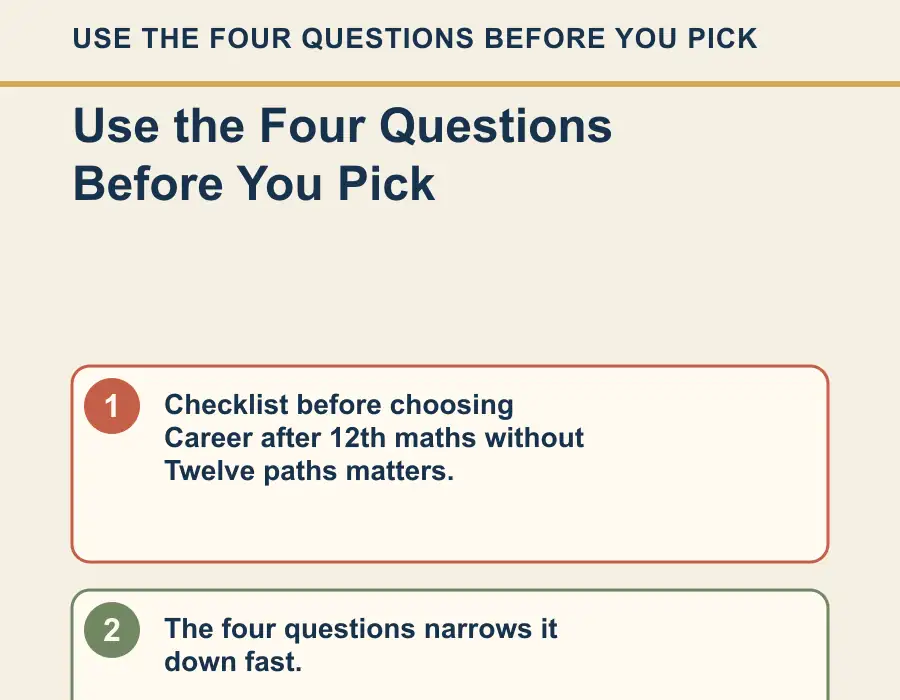 USE THE FOUR QUESTIONS BEFORE YOU PICK
Use the Four Questions
Before You Pick
1
Checklist before choosing
Career after 12th maths without
Twelve paths matters.
2
The four questions narrows it
down fast.